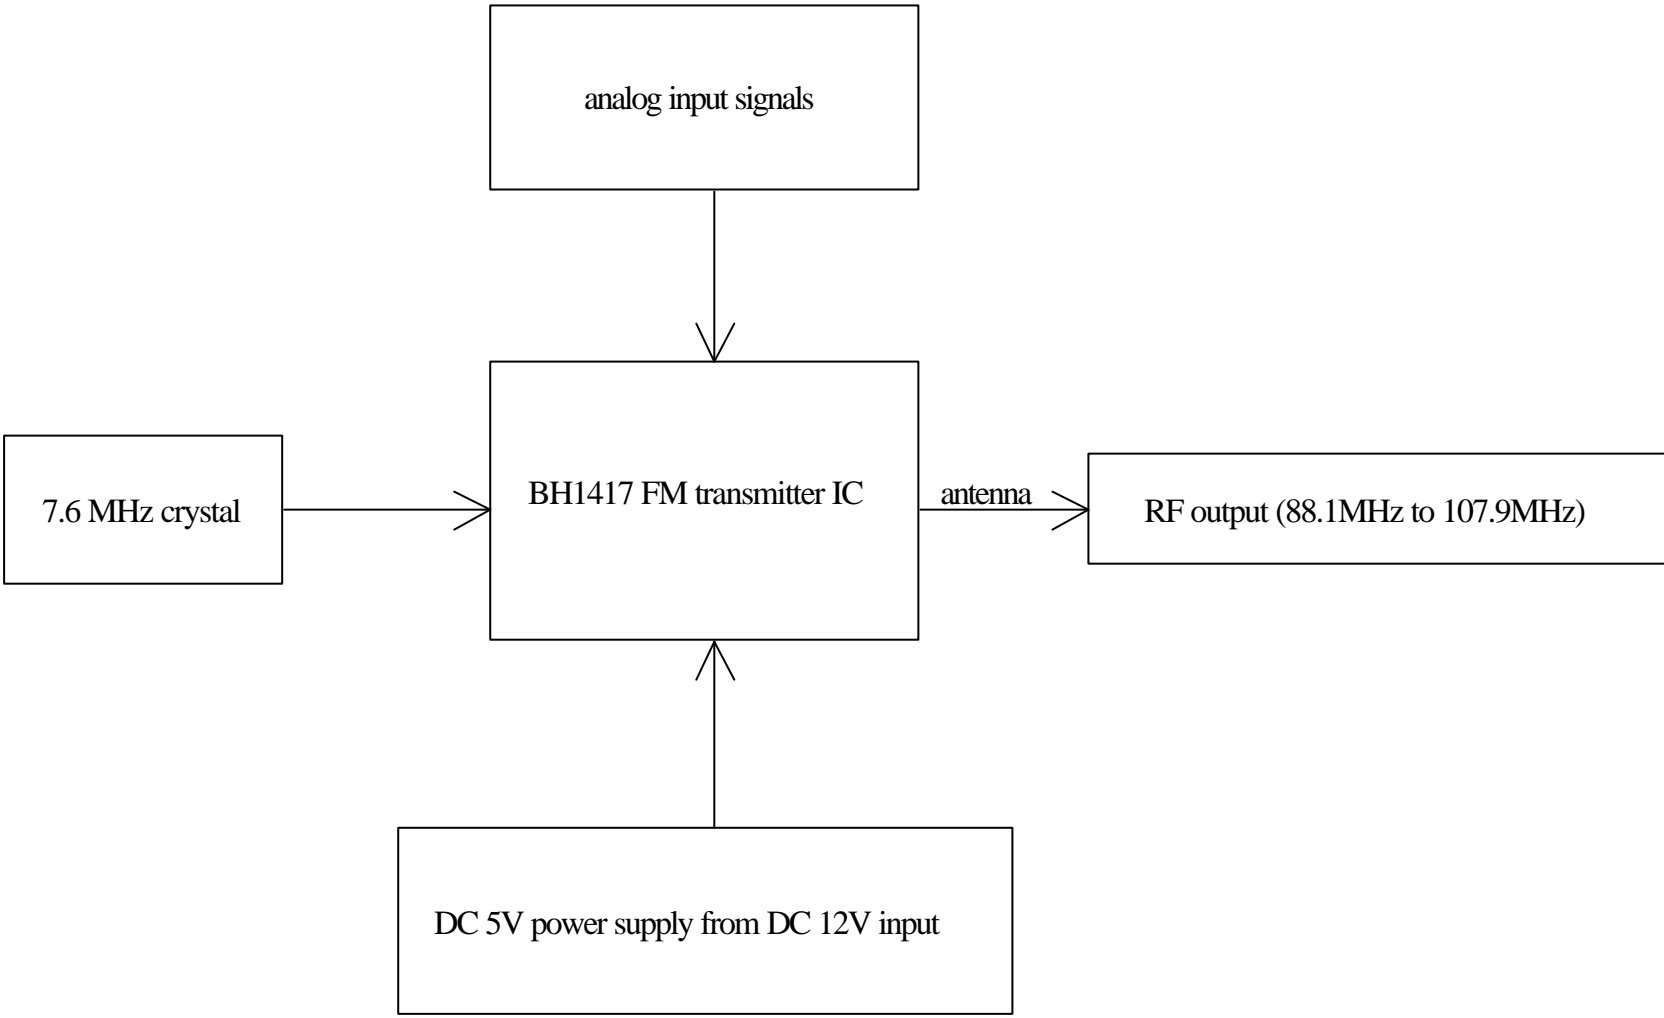 analog input signals
7.6 MHz crystal
BH1417 FM transmitter IC
antenna
RF output (88.1MHz to 107.9MHz)
DC 5V power supply from DC 12V input